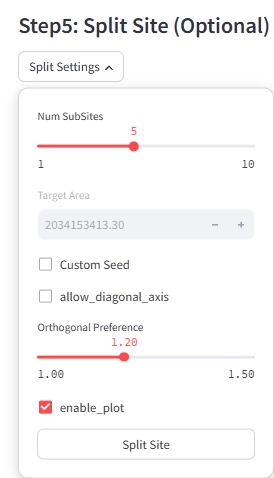 Step5: Split Site (Optional)
Split Settings
Num SubSites
5
1 10
Target Area
2034153413.30 − +
Custom Seed
allow_diagonal_axis
Orthogonal Preference
1.20
1.00 1.50
enable_plot
Split Site